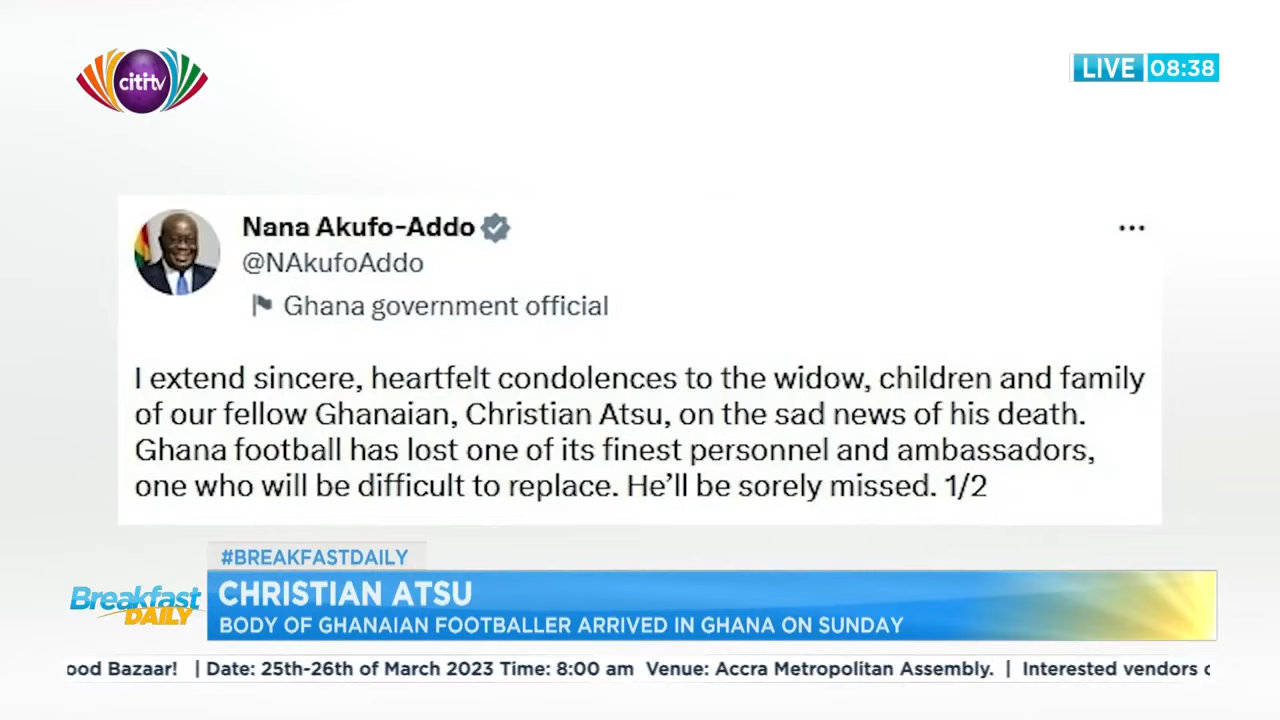 cititv
LIVE 08:38
Nana Akufo-Addo
@NAkufoAddo
Ghana government official
I extend sincere, heartfelt condolences to the widow, children and family
of our fellow Ghanaian, Christian Atsu, on the sad news of his death.
Ghana football has lost one of its finest personnel and ambassadors,
one who will be difficult to replace. He'll be sorely missed. 1/2
#BREAKFASTDAILY
Breakfast
DAILY
CHRISTIAN ATSU
BODY OF GHANAIAN FOOTBALLER ARRIVED IN GHANA ON SUNDAY
ood Bazaar! | Date: 25th-26th of March 2023 Time: 8:00 am Venue: Accra Metropolitan Assembly. | Interested vendors